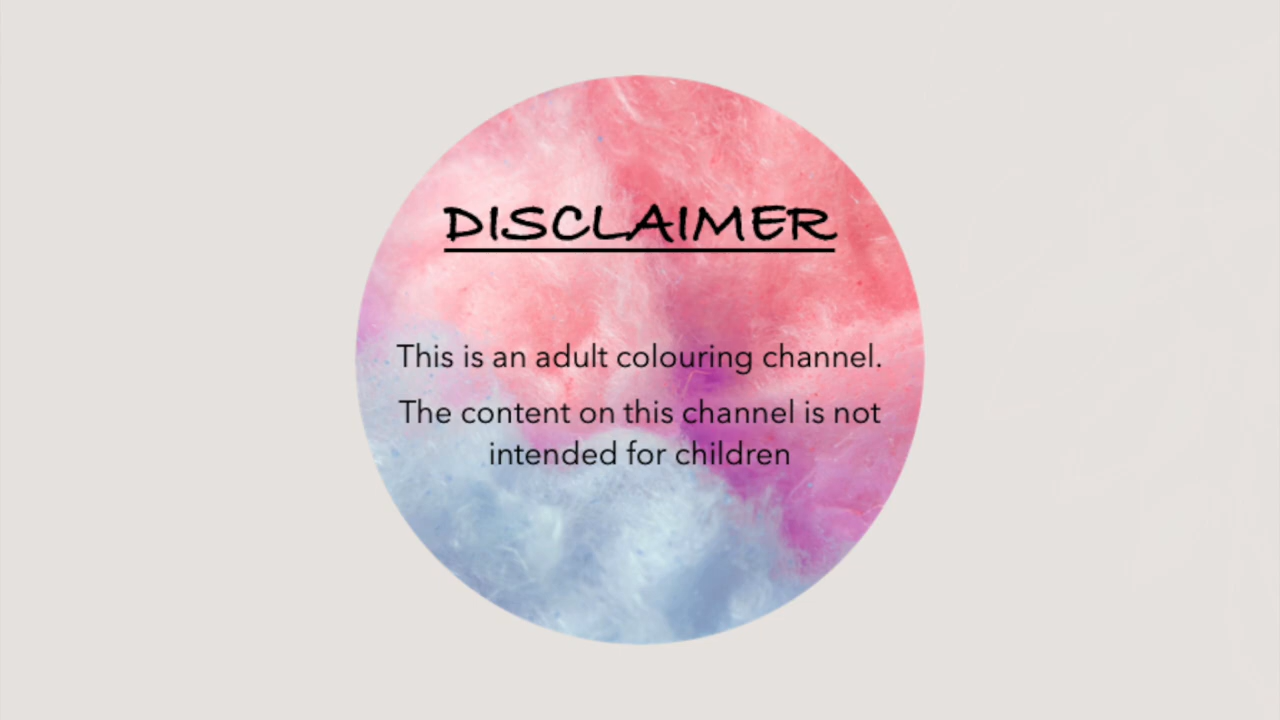 DISCLAIMER
This is an adult colouring channel.
The content on this channel is not
intended for children